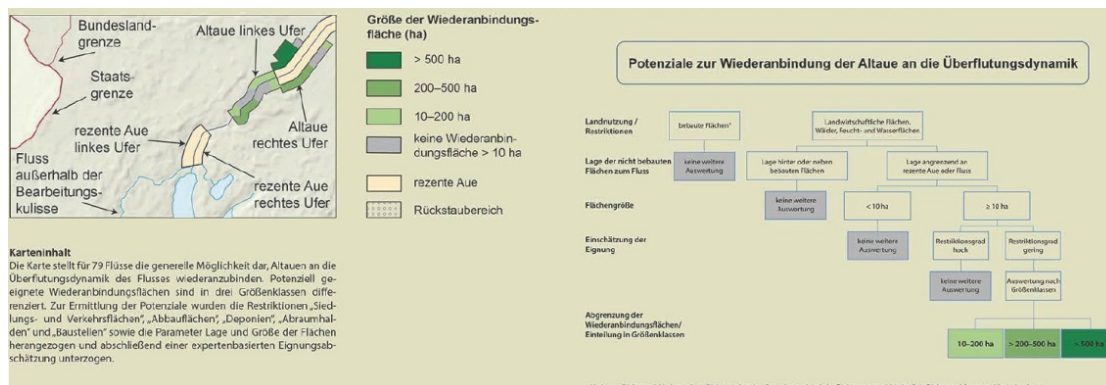 Bundesland-
grenze
Staats-
grenze
Altaue linkes Ufer
Altaue
rechtes Ufer
rezente Aue
linkes Ufer
rezente Aue
rechtes Ufer
Fluss
außerhalb der
Bearbeitungs-
kulisse
Größe der Wiederanbindungs-
fläche (ha)
> 500 ha
200–500 ha
10–200 ha
keine Wiederanbin-
dungsfläche > 10 ha
rezente Aue
Rückstaubereich
Karteninhalt
Die Karte stellt für 79 Flüsse die generelle Möglichkeit dar, Altauen an die
Überflutungsdynamik des Flusses wiederanzubinden. Potenziell ge-
eignete Wiederanbindungsflächen sind in drei Größenklassen diffe-
renziert. Zur Ermittlung der Potenziale wurden die Restriktionen „Sied-
lungs- und Verkehrsflächen“, „Abbauflächen“, „Deponien“, „Abraumhal-
den“ und „Baustellen“ sowie die Parameter Lage und Größe der Flächen
herangezogen und abschließend einer expertenbasierten Eignungsab-
schätzung unterzogen.
Potenziale zur Wiederanbindung der Altaue an die Überflutungsdynamik
Landnutzung /
Restriktionen
bebaute Flächen*
Landwirtschaftliche Flächen,
Wälder, Feucht- und Wasserflächen
Lage der nicht bebauten
Flächen zum Fluss
keine weitere
Auswertung
Lage hinter oder neben
bebauten Flächen
Lage angrenzend an
rezente Aue oder Fluss
Flächengröße
keine weitere
Auswertung
< 10 ha
≥ 10 ha
Einschätzung der
Eignung
keine weitere
Auswertung
Restriktionsgrad
hoch
Restriktionsgrad
gering
keine weitere
Auswertung
Auswertung nach
Größenklassen
Abgrenzung der
Wiederanbindungsflächen/
Einteilung in Größenklassen
10–200 ha
> 200–500 ha
> 500 ha